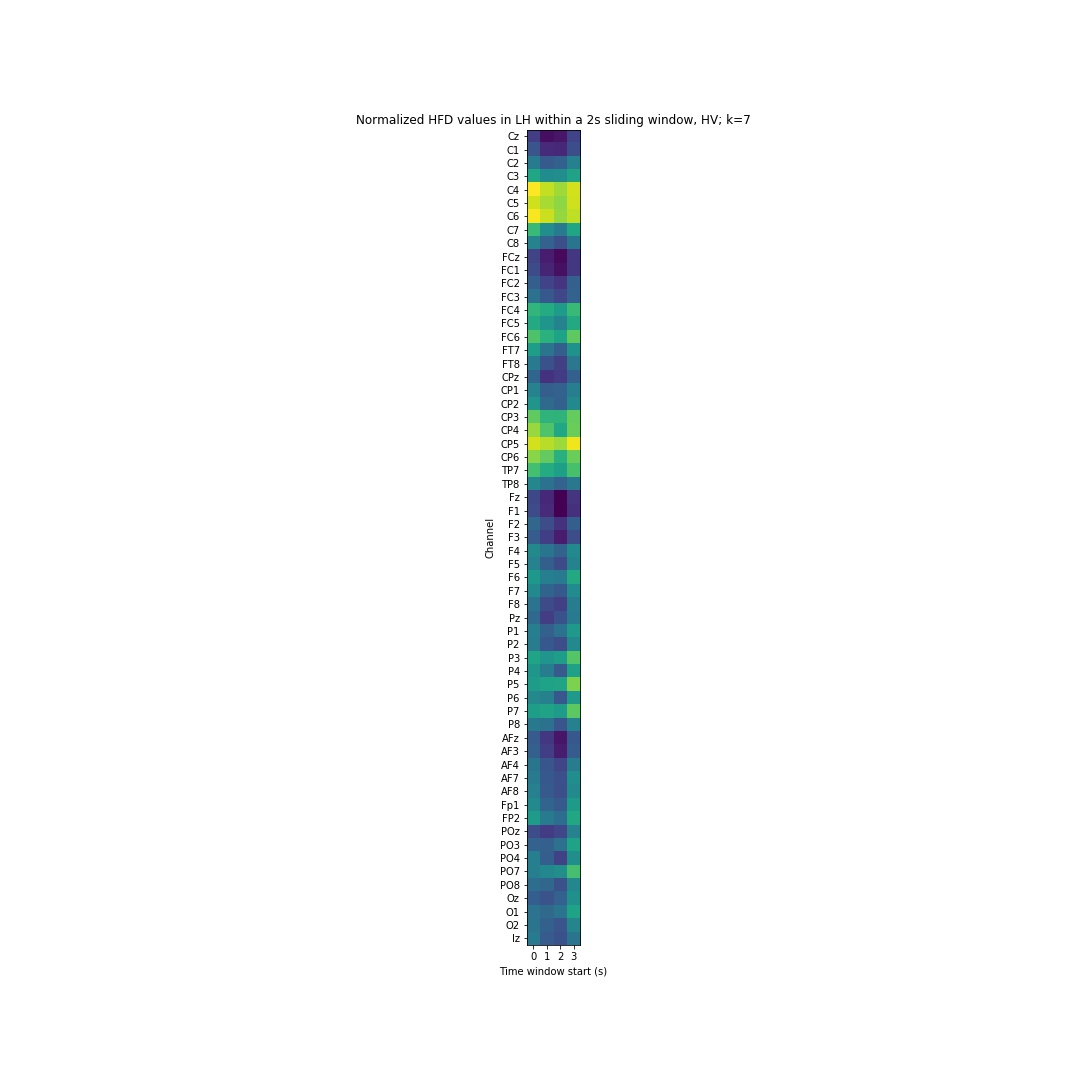 Normalized HFD values in LH within a 2s sliding window, HV; k=7
Cz
C1
C2
C3
C4
C5
C6
C7
C8
FCz
FC1
FC2
FC3
FC4
FC5
FC6
FT7
FT8
CPz
CP1
CP2
CP3
CP4
CP5
CP6
TP7
TP8
Fz
F1
F2
F3
F4
F5
F6
F7
F8
Pz
P1
P2
P3
P4
P5
P6
P7
P8
AFz
AF3
AF4
AF7
AF8
Fp1
FP2
POz
PO3
PO4
PO7
PO8
Oz
O1
O2
Iz
Channel
0 1 2 3
Time window start (s)